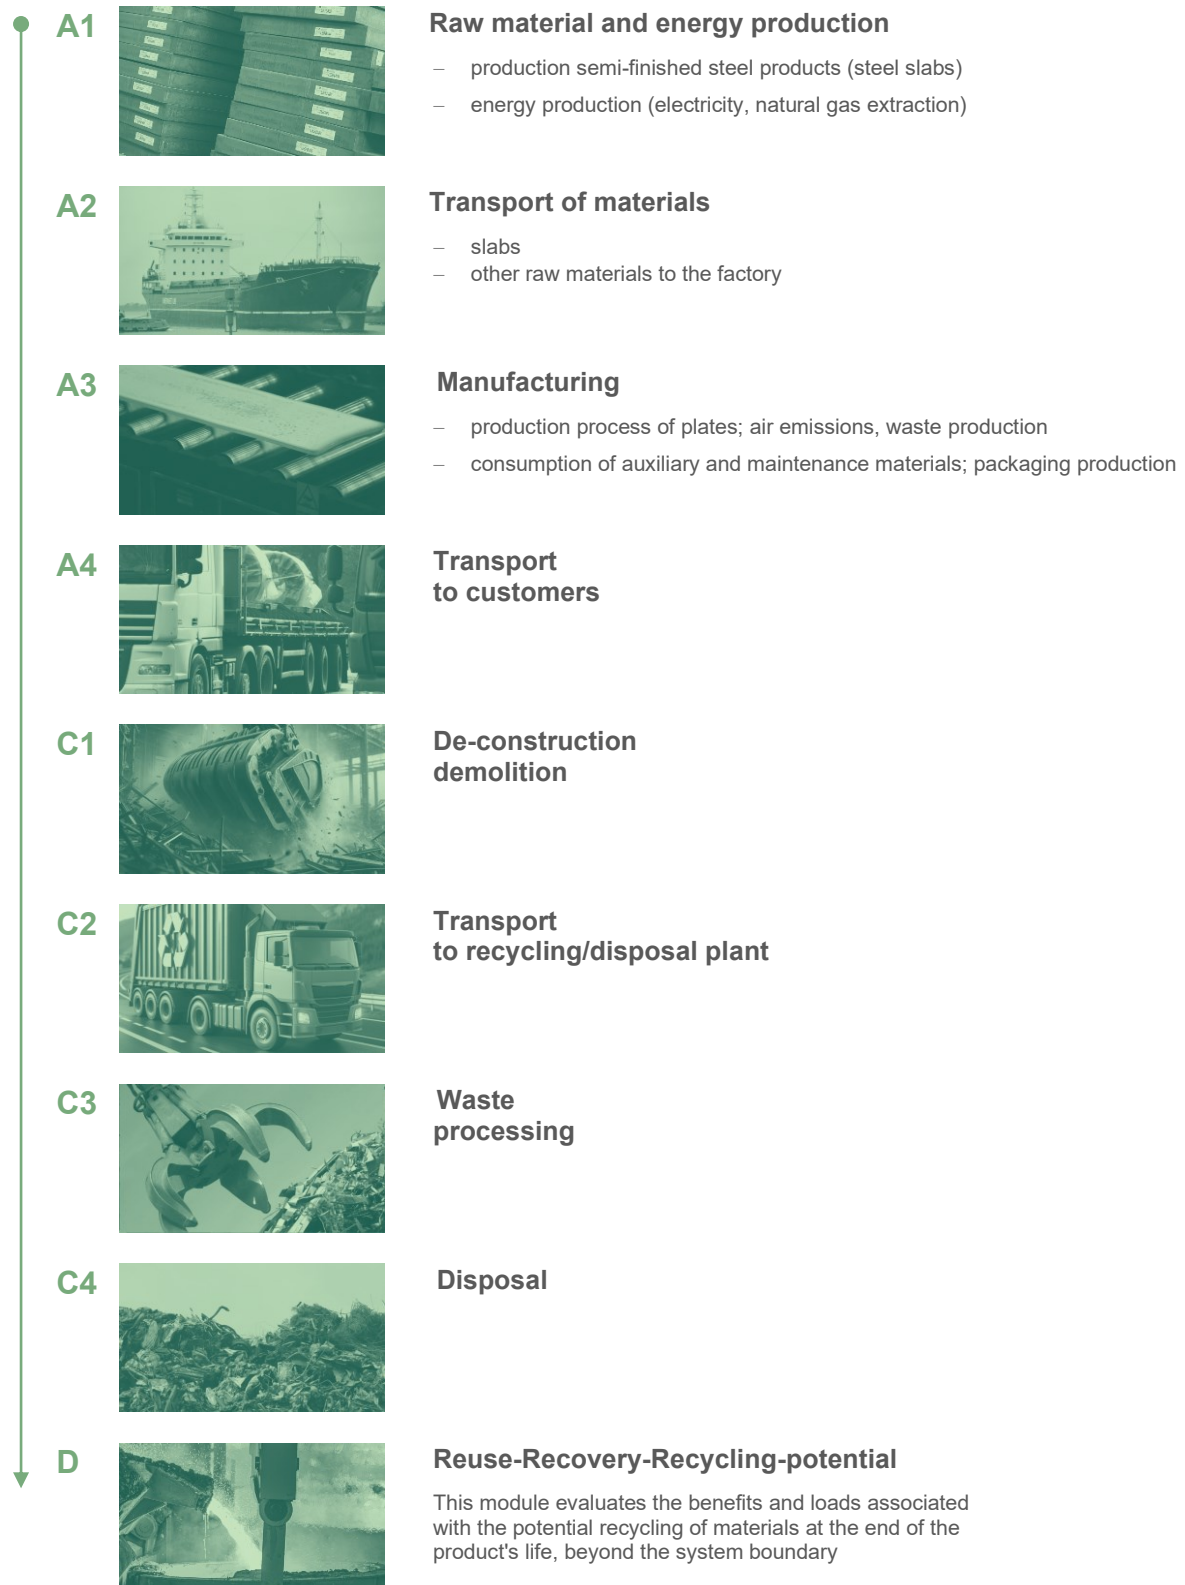 A1
Raw material and energy production
– production semi-finished steel products (steel slabs)
– energy production (electricity, natural gas extraction)
A2
Transport of materials
– slabs
– other raw materials to the factory
A3
Manufacturing
– production process of plates; air emissions, waste production
– consumption of auxiliary and maintenance materials; packaging production
A4
Transport
to customers
C1
De-construction
demolition
C2
Transport
to recycling/disposal plant
C3
Waste
processing
C4
Disposal
D
Reuse-Recovery-Recycling-potential
This module evaluates the benefits and loads associated
with the potential recycling of materials at the end of the
product's life, beyond the system boundary